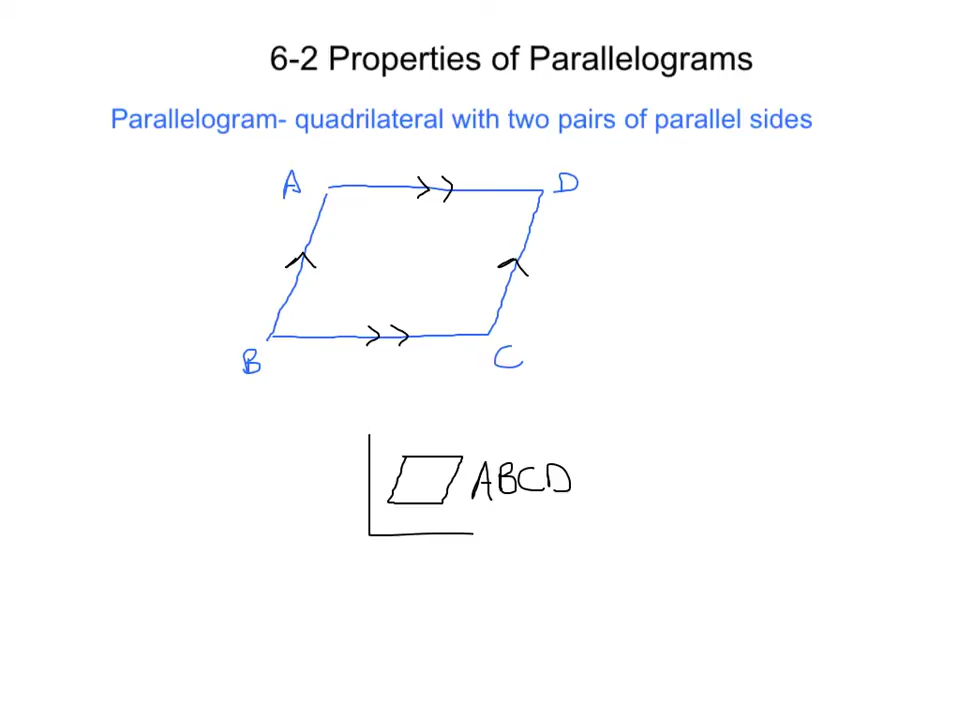 6-2 Properties of Parallelograms
Parallelogram- quadrilateral with two pairs of parallel sides
A D
B C
ABCD